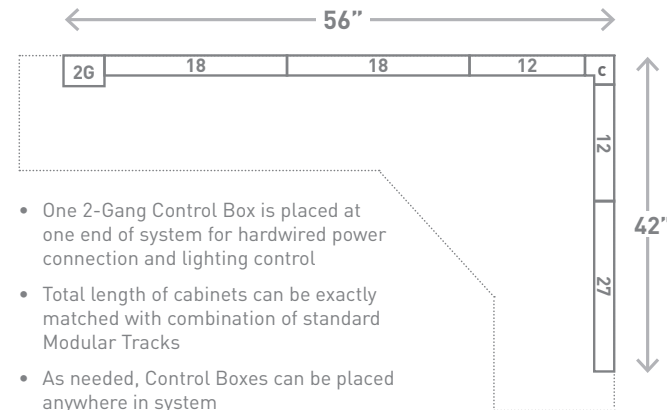 56”
2G 18 18 12 c
12
42”
27
• One 2-Gang Control Box is placed at
one end of system for hardwired power
connection and lighting control
• Total length of cabinets can be exactly
matched with combination of standard
Modular Tracks
• As needed, Control Boxes can be placed
anywhere in system